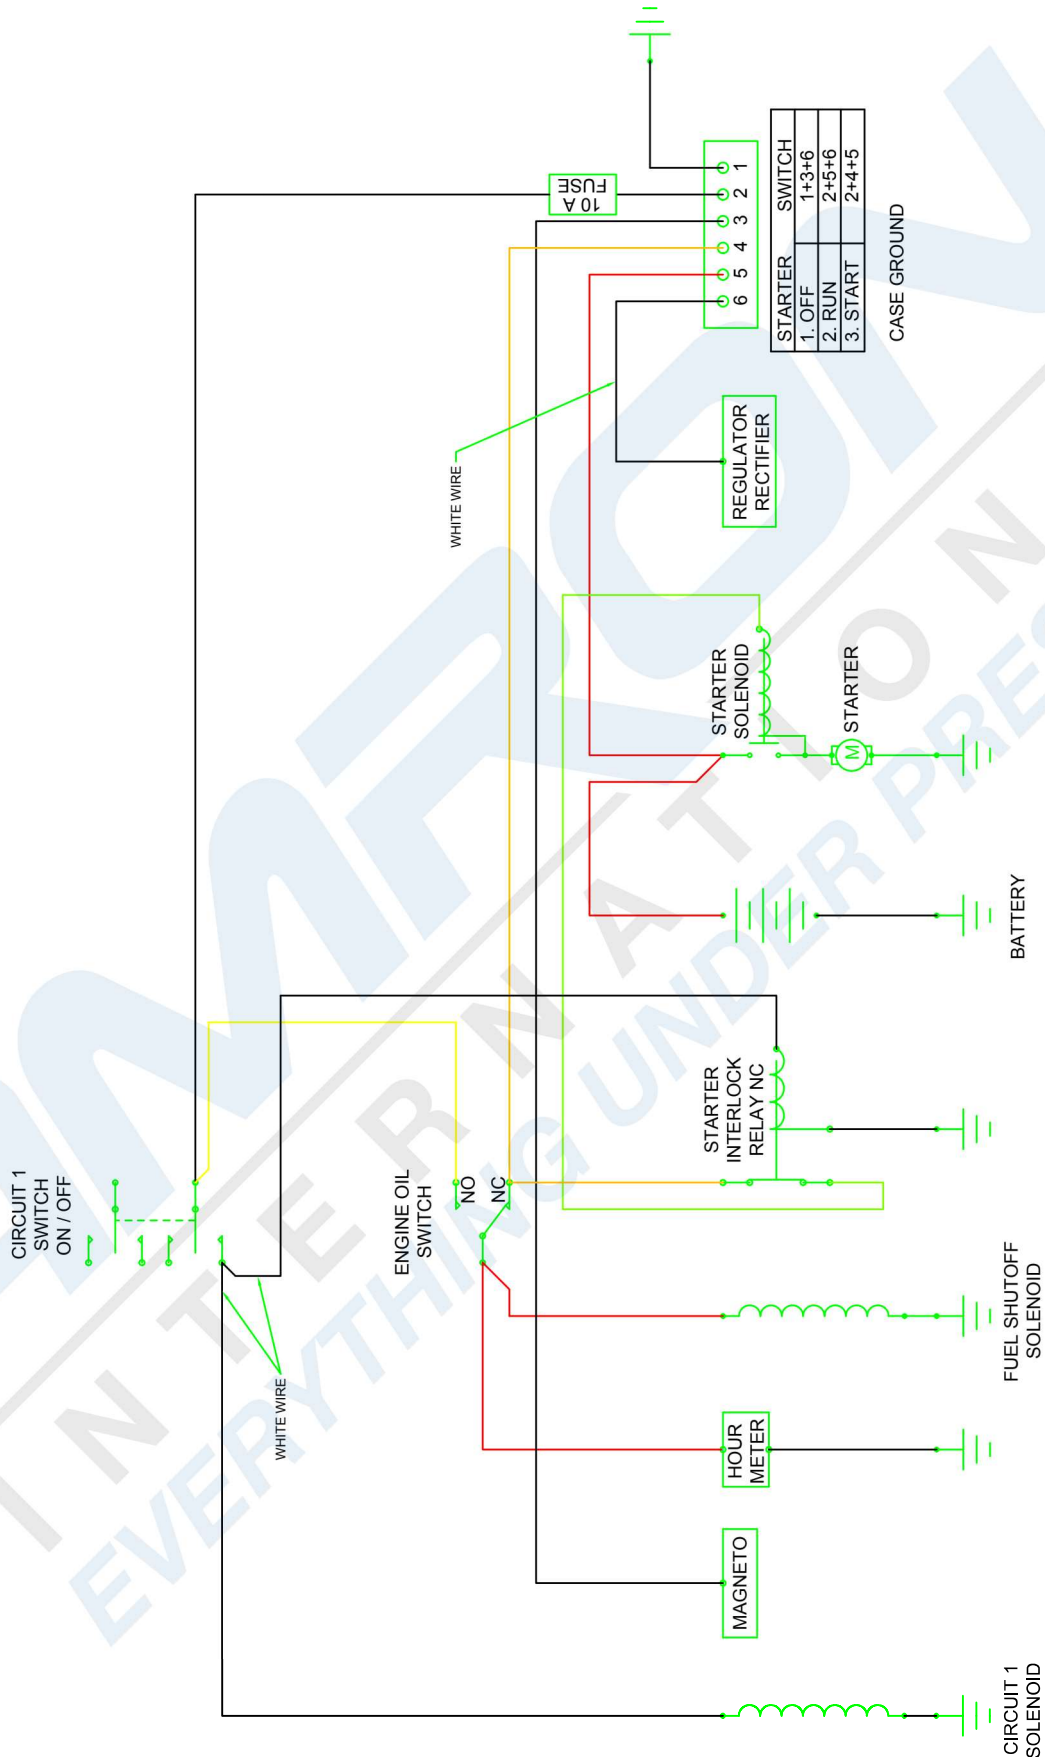 CIRCUIT 1
SWITCH
ON / OFF
WHITE WIRE
ENGINE OIL
SWITCH
NO
NC
WHITE WIRE
10 A
FUSE
1
2
3
4
5
6
STARTER SWITCH
1. OFF 1+3+6
2. RUN 2+5+6
3. START 2+4+5
CASE GROUND
REGULATOR
RECTIFIER
STARTER
SOLENOID
STARTER
M
BATTERY
STARTER
INTERLOCK
RELAY NC
FUEL SHUTOFF
SOLENOID
HOUR
METER
MAGNETO
CIRCUIT 1
SOLENOID
INTERNATION
EVERYTHING UNDER PRES